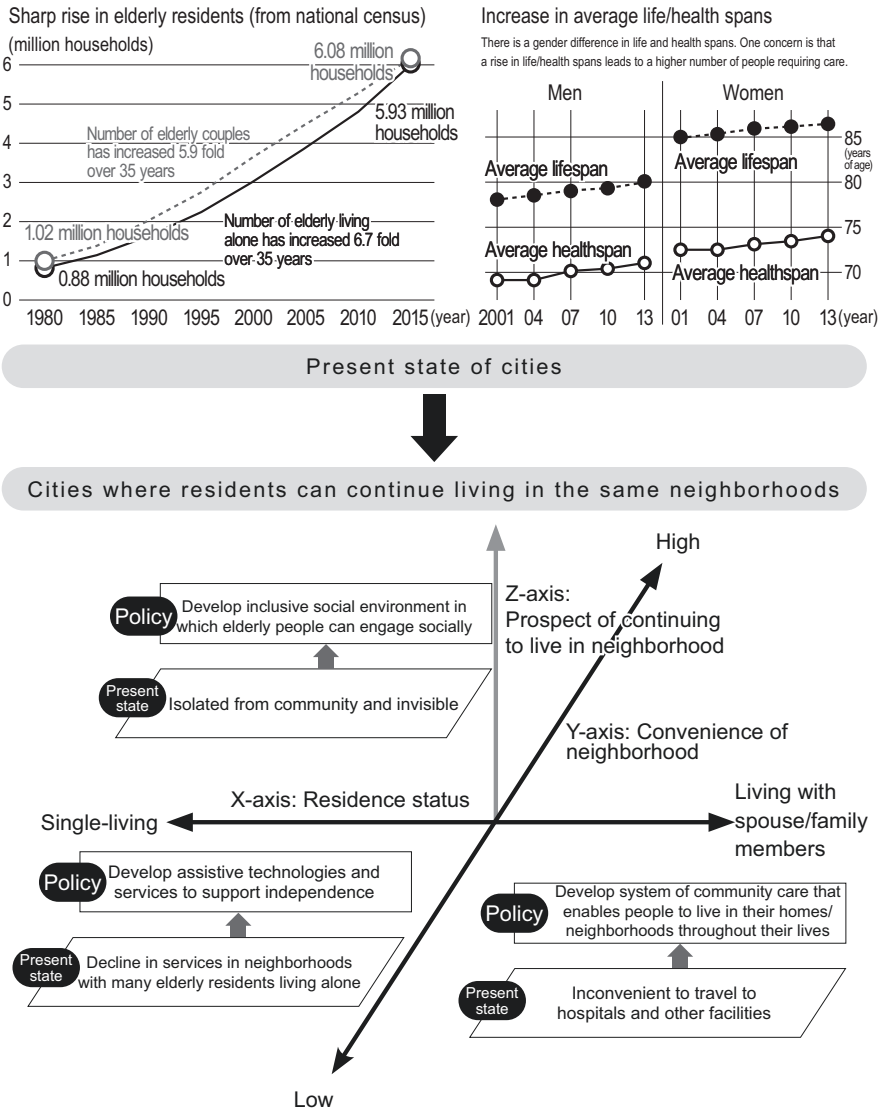 Sharp rise in elderly residents (from national census)
(million households)
6
5
4
3
2
1
0
6.08 million
households
5.93 million
households
Number of elderly couples
has increased 5.9 fold
over 35 years
1.02 million households
Number of elderly living
alone has increased 6.7 fold
over 35 years
0.88 million households
1980 1985 1990 1995 2000 2005 2010 2015 (year)
Increase in average life/health spans
There is a gender difference in life and health spans. One concern is that
a rise in life/health spans leads to a higher number of people requiring care.
Men
Women
85
(years
of age)
80
75
70
Average lifespan
Average lifespan
Average healthspan
Average healthspan
2001 04 07 10 13 01 04 07 10 13 (year)
Present state of cities
Cities where residents can continue living in the same neighborhoods
High
Z-axis:
Prospect of continuing
to live in neighborhood
Policy
Develop inclusive social environment in
which elderly people can engage socially
Present
state
Isolated from community and invisible
Y-axis: Convenience of
neighborhood
X-axis: Residence status
Single-living
Living with
spouse/family
members
Policy
Develop assistive technologies and
services to support independence
Present
state
Decline in services in neighborhoods
with many elderly residents living alone
Policy
Develop system of community care that
enables people to live in their homes/
neighborhoods throughout their lives
Present
state
Inconvenient to travel to
hospitals and other facilities
Low